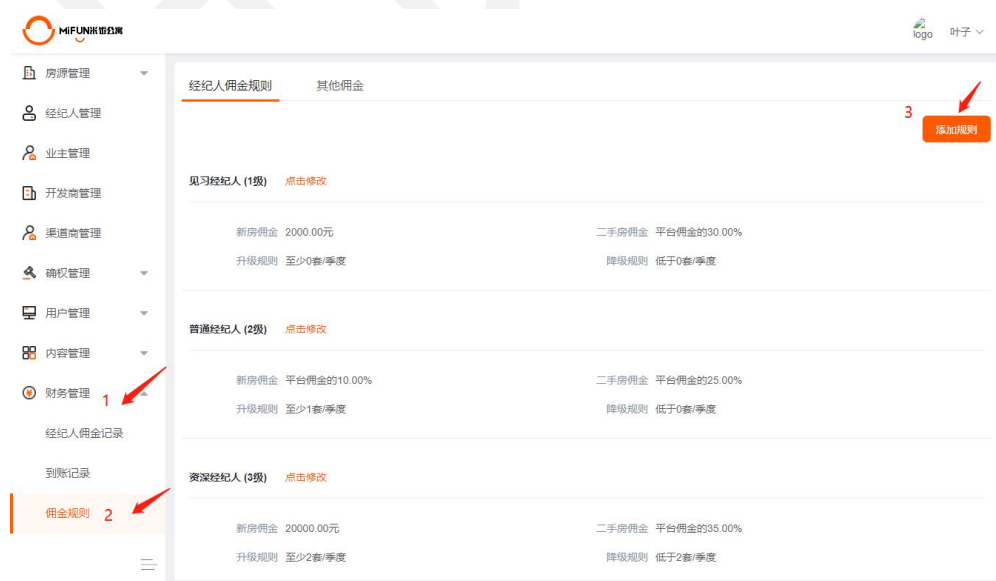 MiFUN米饭公寓
logo 叶子
房源管理
经纪人管理
业主管理
开发商管理
渠道商管理
确权管理
用户管理
内容管理
财务管理 1
经纪人佣金记录
到账记录
佣金规则 2
经纪人佣金规则 其他佣金
3
添加规则
见习经纪人 (1级) 点击修改
新房佣金 2000.00元 二手房佣金 平台佣金的30.00%
升级规则 至少0套/季度 降级规则 低于0套/季度
普通经纪人 (2级) 点击修改
新房佣金 平台佣金的10.00% 二手房佣金 平台佣金的25.00%
升级规则 至少1套/季度 降级规则 低于0套/季度
资深经纪人 (3级) 点击修改
新房佣金 20000.00元 二手房佣金 平台佣金的35.00%
升级规则 至少2套/季度 降级规则 低于2套/季度